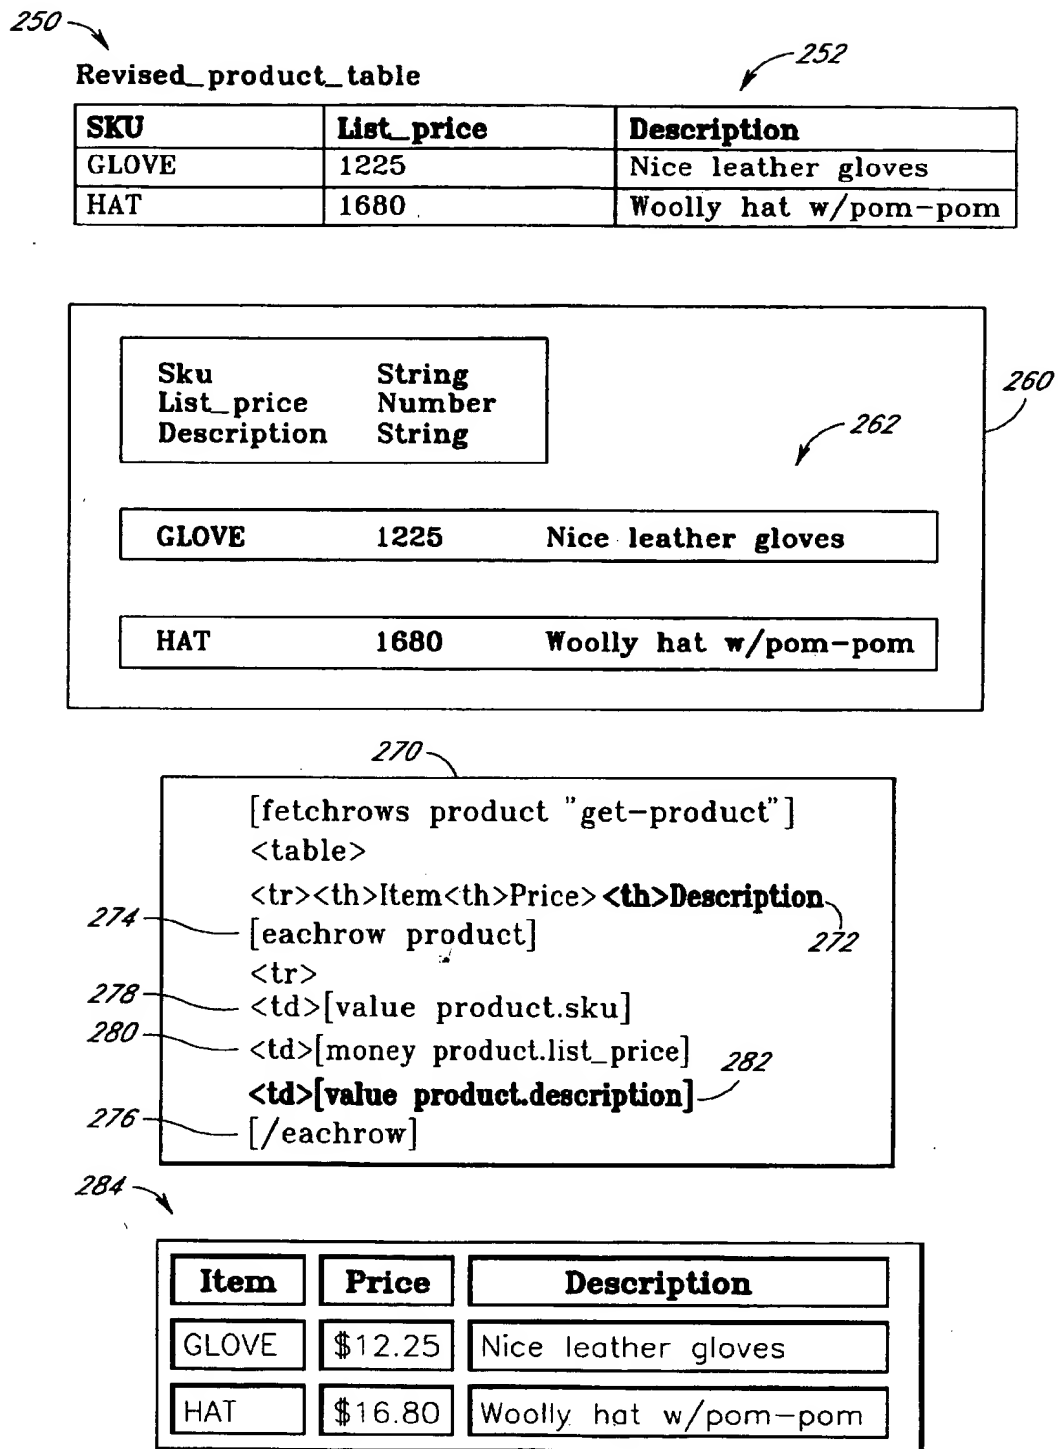 250
252
Revised_product_table
SKU List_price Description
GLOVE 1225 Nice leather gloves
HAT 1680 Woolly hat w/pom-pom
260
Sku String
List_price Number
Description String
262
GLOVE 1225 Nice leather gloves
HAT 1680 Woolly hat w/pom-pom
270
[fetchrows product "get-product"]
<table>
<tr><th>Item<th>Price><th>Description
272
274 [eachrow product]
<tr>
278 <td>[value product.sku]
280 <td>[money product.list_price]
282
<td>[value product.description]
276 [/eachrow]
284
Item Price Description
GLOVE $12.25 Nice leather gloves
HAT $16.80 Woolly hat w/pom-pom